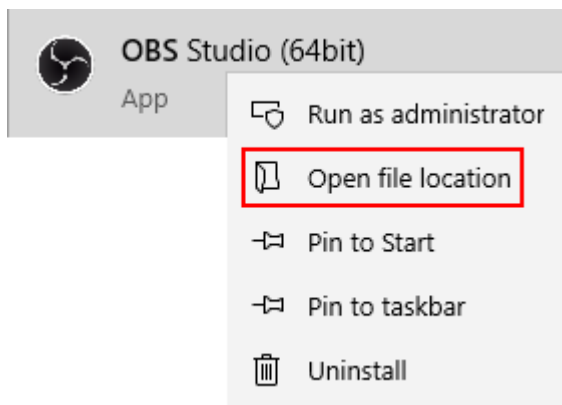 OBS Studio (64bit)
App
Run as administrator
Open file location
Pin to Start
Pin to taskbar
Uninstall